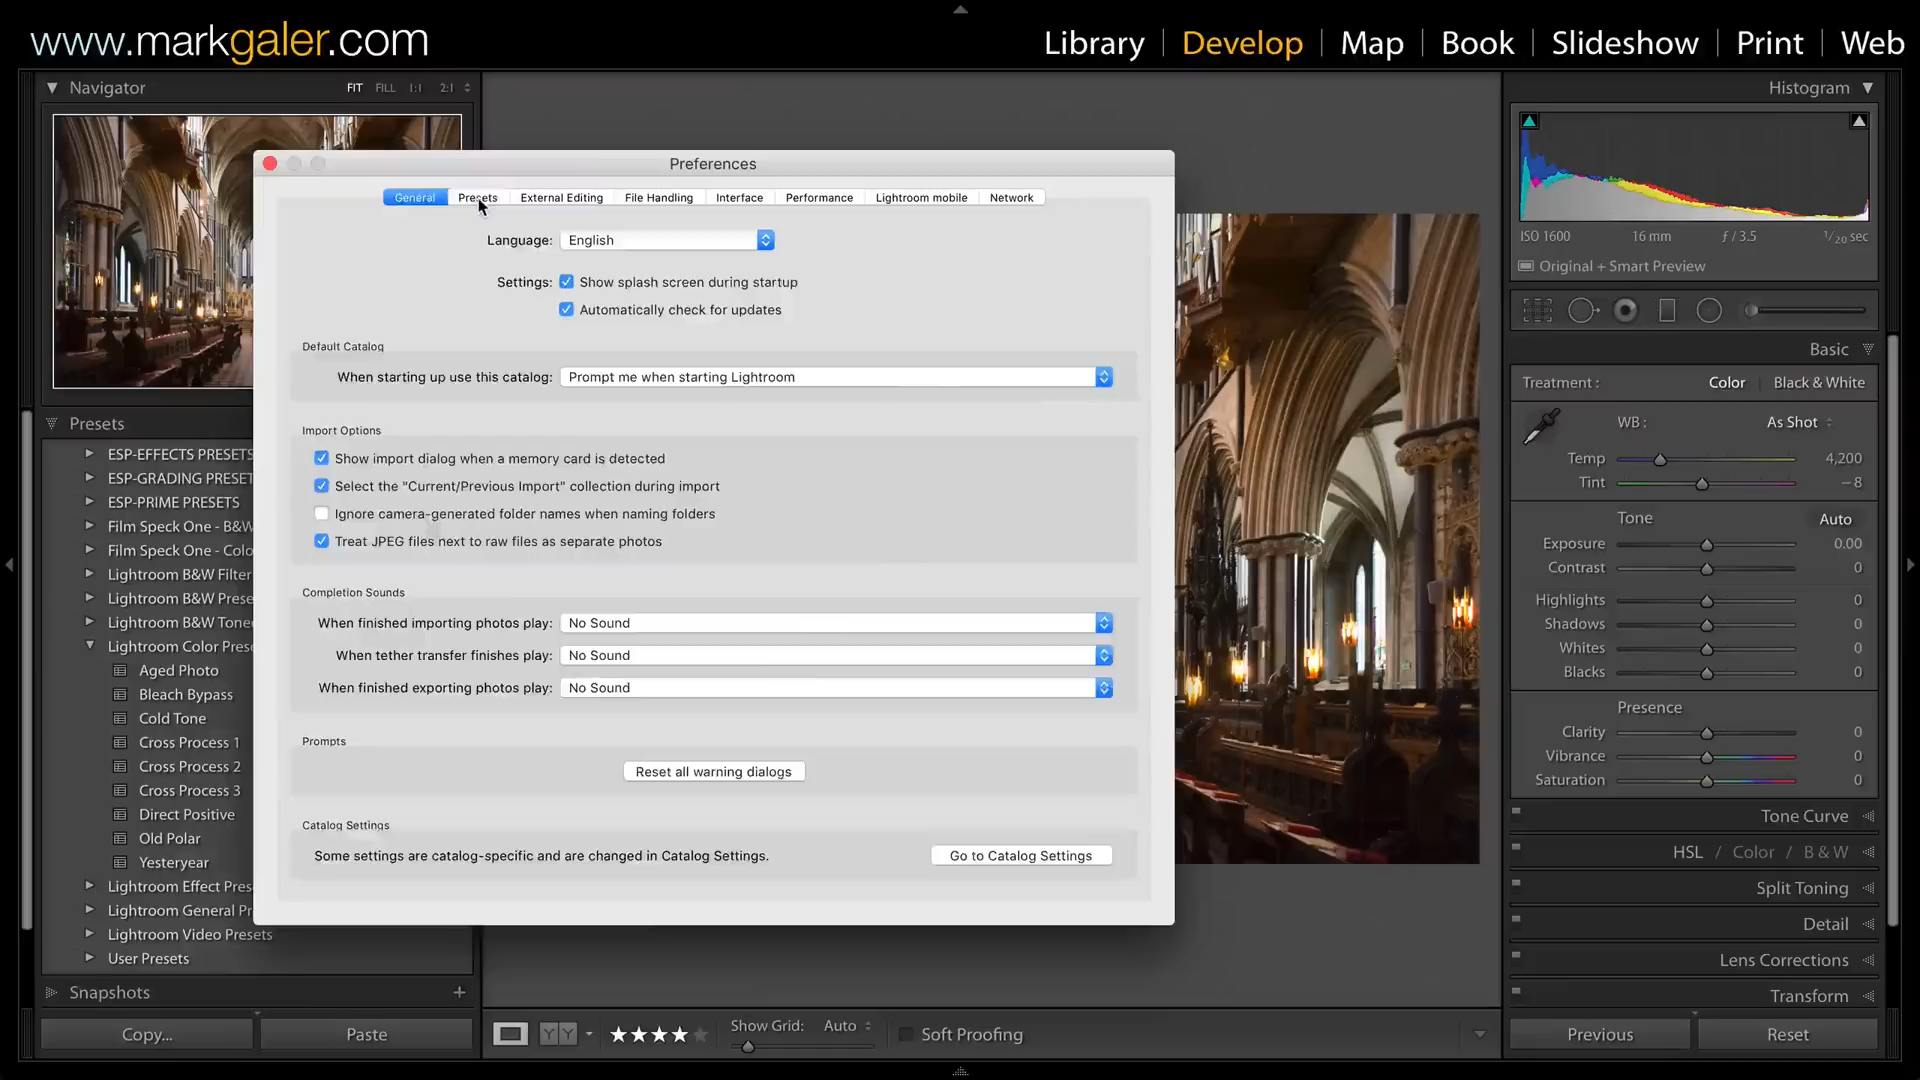 www.markgaler.com
Library | Develop | Map | Book | Slideshow | Print | Web
Navigator FIT FILL 1:1 2:1
Histogram
ISO 1600 16 mm ƒ / 3.5 1/20 sec
Original + Smart Preview
Preferences
General Presets External Editing File Handling Interface Performance Lightroom mobile Network
Language: English
Settings: Show splash screen during startup
Automatically check for updates
Default Catalog
When starting up use this catalog: Prompt me when starting Lightroom
Import Options
Show import dialog when a memory card is detected
Select the "Current/Previous Import" collection during import
Ignore camera-generated folder names when naming folders
Treat JPEG files next to raw files as separate photos
Completion Sounds
When finished importing photos play: No Sound
When tether transfer finishes play: No Sound
When finished exporting photos play: No Sound
Prompts
Reset all warning dialogs
Catalog Settings
Some settings are catalog-specific and are changed in Catalog Settings. Go to Catalog Settings
Presets
ESP-EFFECTS PRESETS
ESP-GRADING PRESET
ESP-PRIME PRESETS
Film Speck One - B&W
Film Speck One - Colo
Lightroom B&W Filter
Lightroom B&W Prese
Lightroom B&W Tone
Lightroom Color Prese
Aged Photo
Bleach Bypass
Cold Tone
Cross Process 1
Cross Process 2
Cross Process 3
Direct Positive
Old Polar
Yesteryear
Lightroom Effect Pres
Lightroom General Pr
Lightroom Video Presets
User Presets
Snapshots +
Copy... Paste
YY Show Grid: Auto Soft Proofing
Basic
Treatment : Color | Black & White
WB : As Shot
Temp 4,200
Tint −8
Tone Auto
Exposure 0.00
Contrast 0
Highlights 0
Shadows 0
Whites 0
Blacks 0
Presence
Clarity 0
Vibrance 0
Saturation 0
Tone Curve
HSL / Color / B & W
Split Toning
Detail
Lens Corrections
Transform
Previous Reset